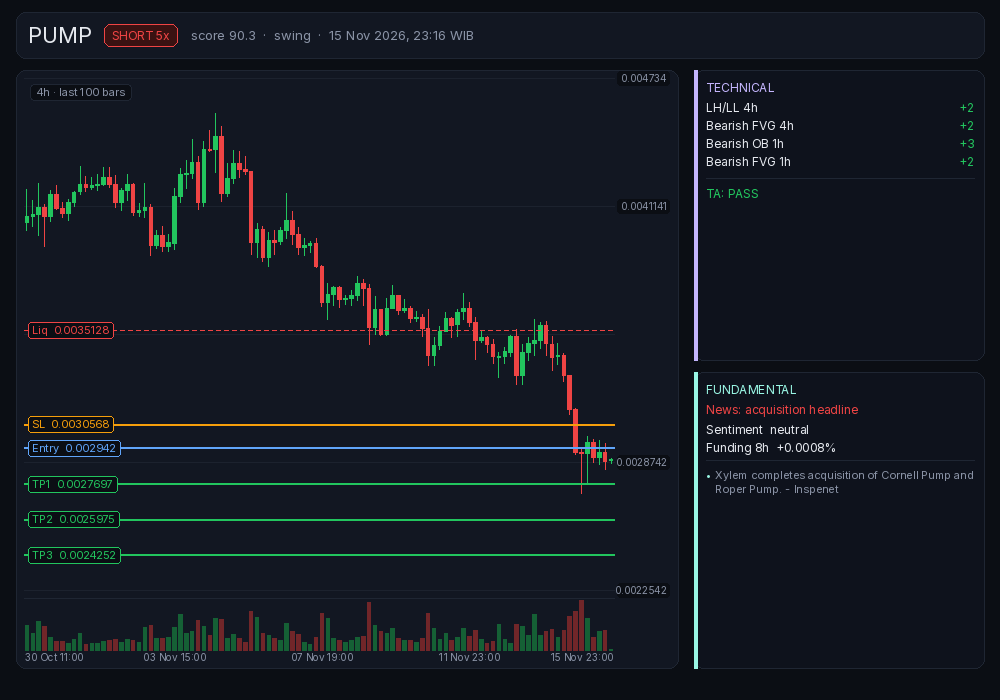 PUMP SHORT 5x score 90.3 · swing · 15 Nov 2026, 23:16 WIB
4h · last 100 bars
0.004734
0.0041141
Liq 0.0035128
SL 0.0030568
Entry 0.002942
0.0028742
TP1 0.0027697
TP2 0.0025975
TP3 0.0024252
0.0022542
30 Oct 11:00 03 Nov 15:00 07 Nov 19:00 11 Nov 23:00 15 Nov 23:00
TECHNICAL
LH/LL 4h +2
Bearish FVG 4h +2
Bearish OB 1h +3
Bearish FVG 1h +2
TA: PASS
FUNDAMENTAL
News: acquisition headline
Sentiment neutral
Funding 8h +0.0008%
• Xylem completes acquisition of Cornell Pump and
Roper Pump. - Inspenet